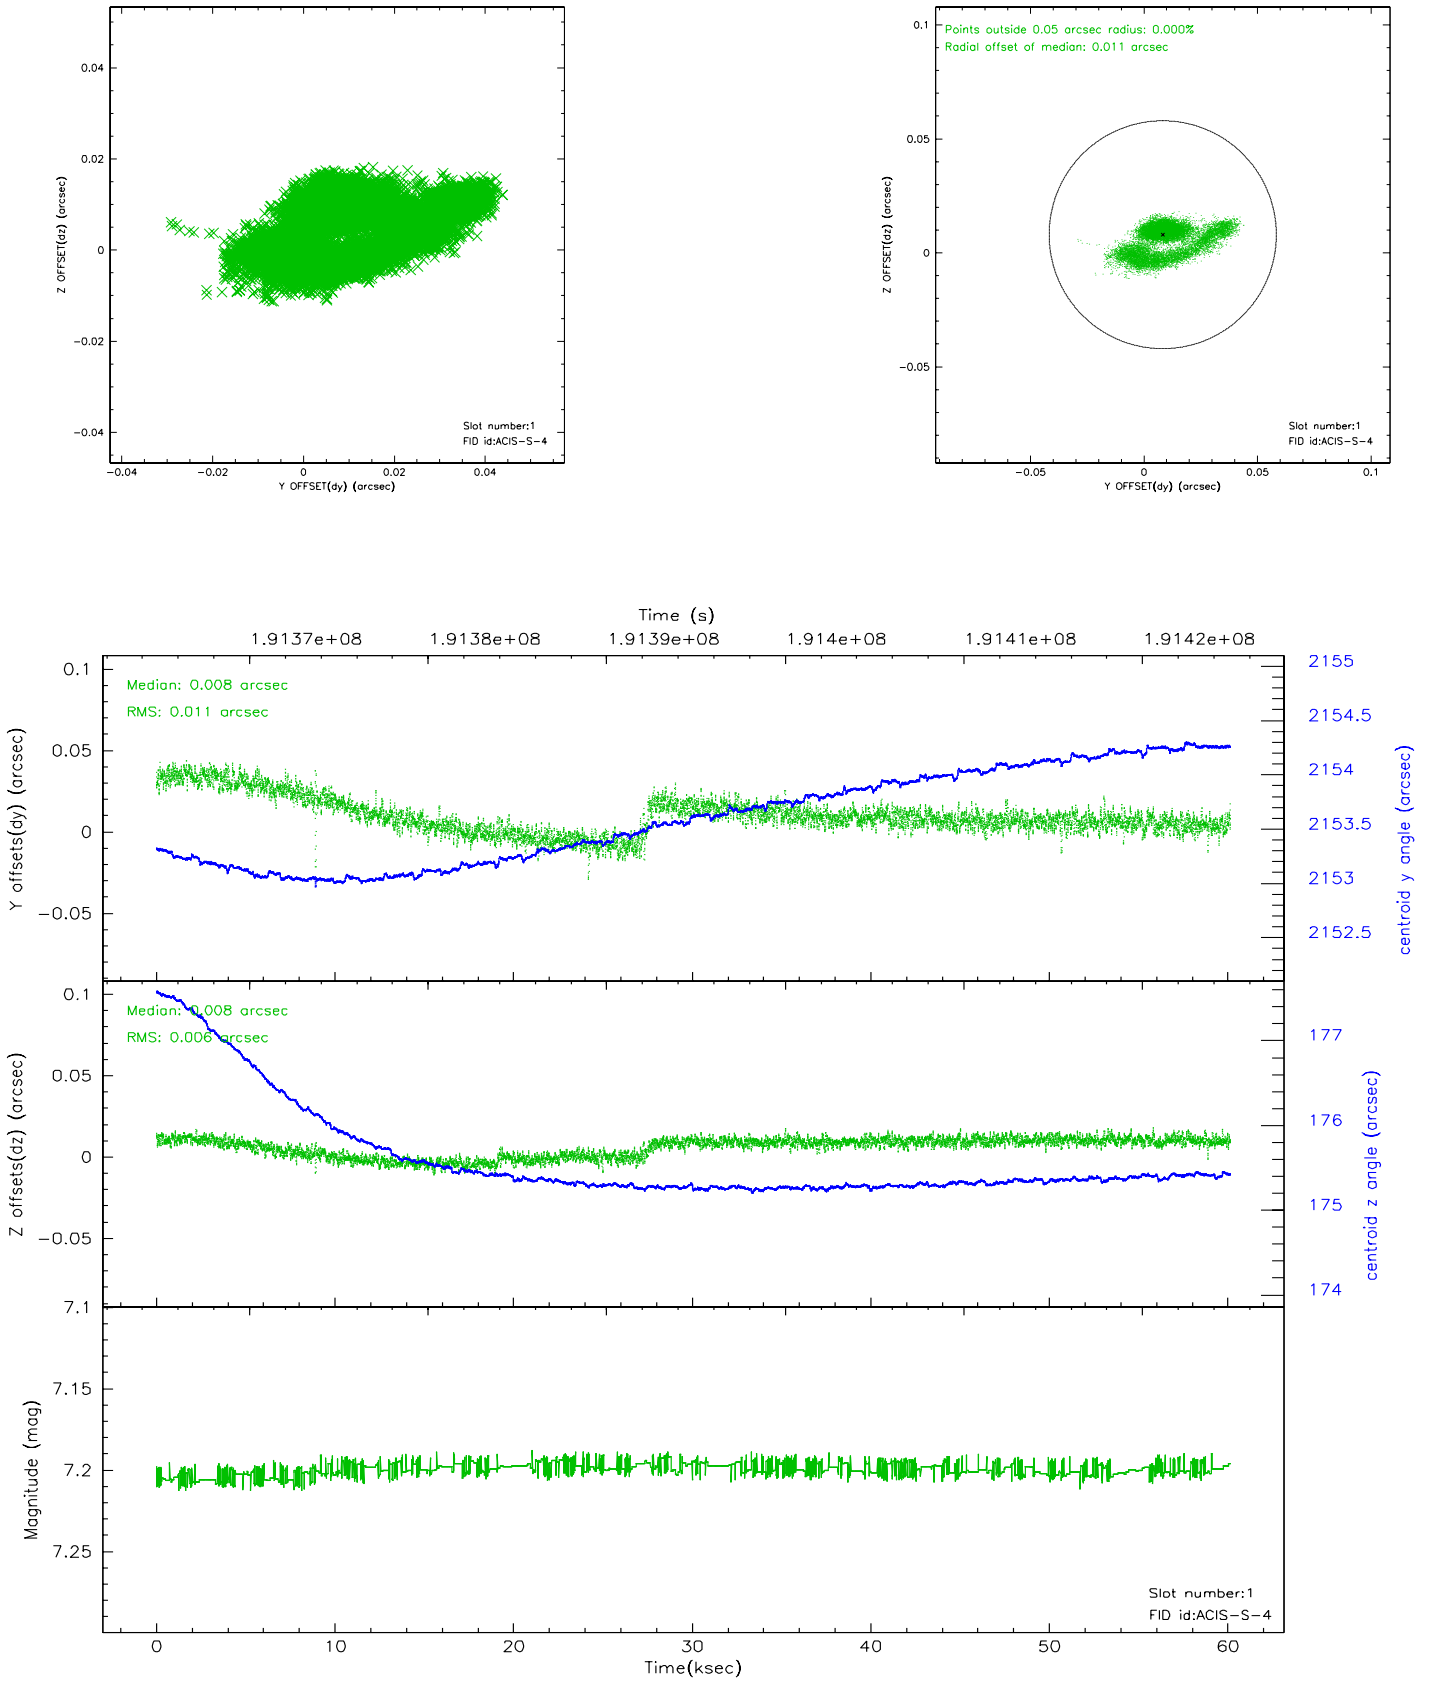 0.04
0.02
0
−0.02
−0.04
Z OFFSET(dz) (arcsec)
Slot number:1
FID id:ACIS−S−4
−0.04 −0.02 0 0.02 0.04
Y OFFSET(dy) (arcsec)
Points outside 0.05 arcsec radius: 0.000%
Radial offset of median: 0.011 arcsec
0.1
0.05
0
−0.05
Z OFFSET(dz) (arcsec)
Slot number:1
FID id:ACIS−S−4
−0.05 0 0.05 0.1
Y OFFSET(dy) (arcsec)
Time (s)
1.9137e+08 1.9138e+08 1.9139e+08 1.914e+08 1.9141e+08 1.9142e+08
Median: 0.008 arcsec
RMS: 0.011 arcsec
0.1
0.05
0
−0.05
Y offsets(dy) (arcsec)
2155
2154.5
2154
2153.5
2153
2152.5
centroid y angle (arcsec)
Median: 0.008 arcsec
RMS: 0.006 arcsec
0.1
0.05
0
−0.05
Z offsets(dz) (arcsec)
177
176
175
174
centroid z angle (arcsec)
7.1
7.15
7.2
7.25
Magnitude (mag)
Slot number:1
FID id:ACIS−S−4
0 10 20 30 40 50 60
Time(ksec)